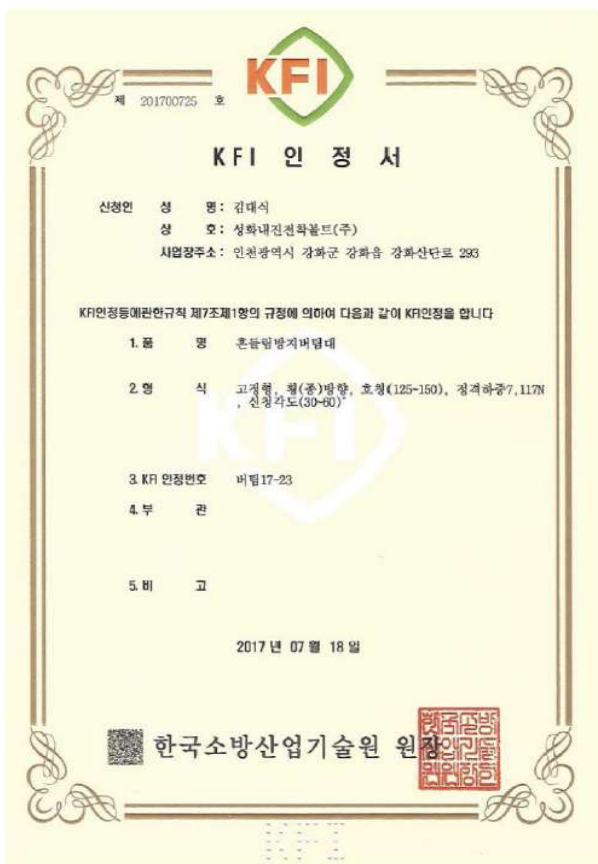 KFI
제 201700725 호
KFI 인 정 서
신청인 성 명 : 김대식
상 호 : 성화내진전착볼트(주)
사업장주소 : 인천광역시 강화군 강화읍 강화산단로 293
KFI인정등에관한규칙 제7조제1항의 규정에 의하여 다음과 같이 KFI인정을 합니다
1. 품 명 흔들림방지버팀대
2. 형 식 고정형, 횡(종)방향, 호칭(125~150), 정격하중7,117N
, 신청각도(30~60)˚
KFI
3. KFI 인정번호 버팀17-23
4. 부 관
5. 비 고
2017 년 07 월 18 일
한국소방산업기술원 원장
KFI